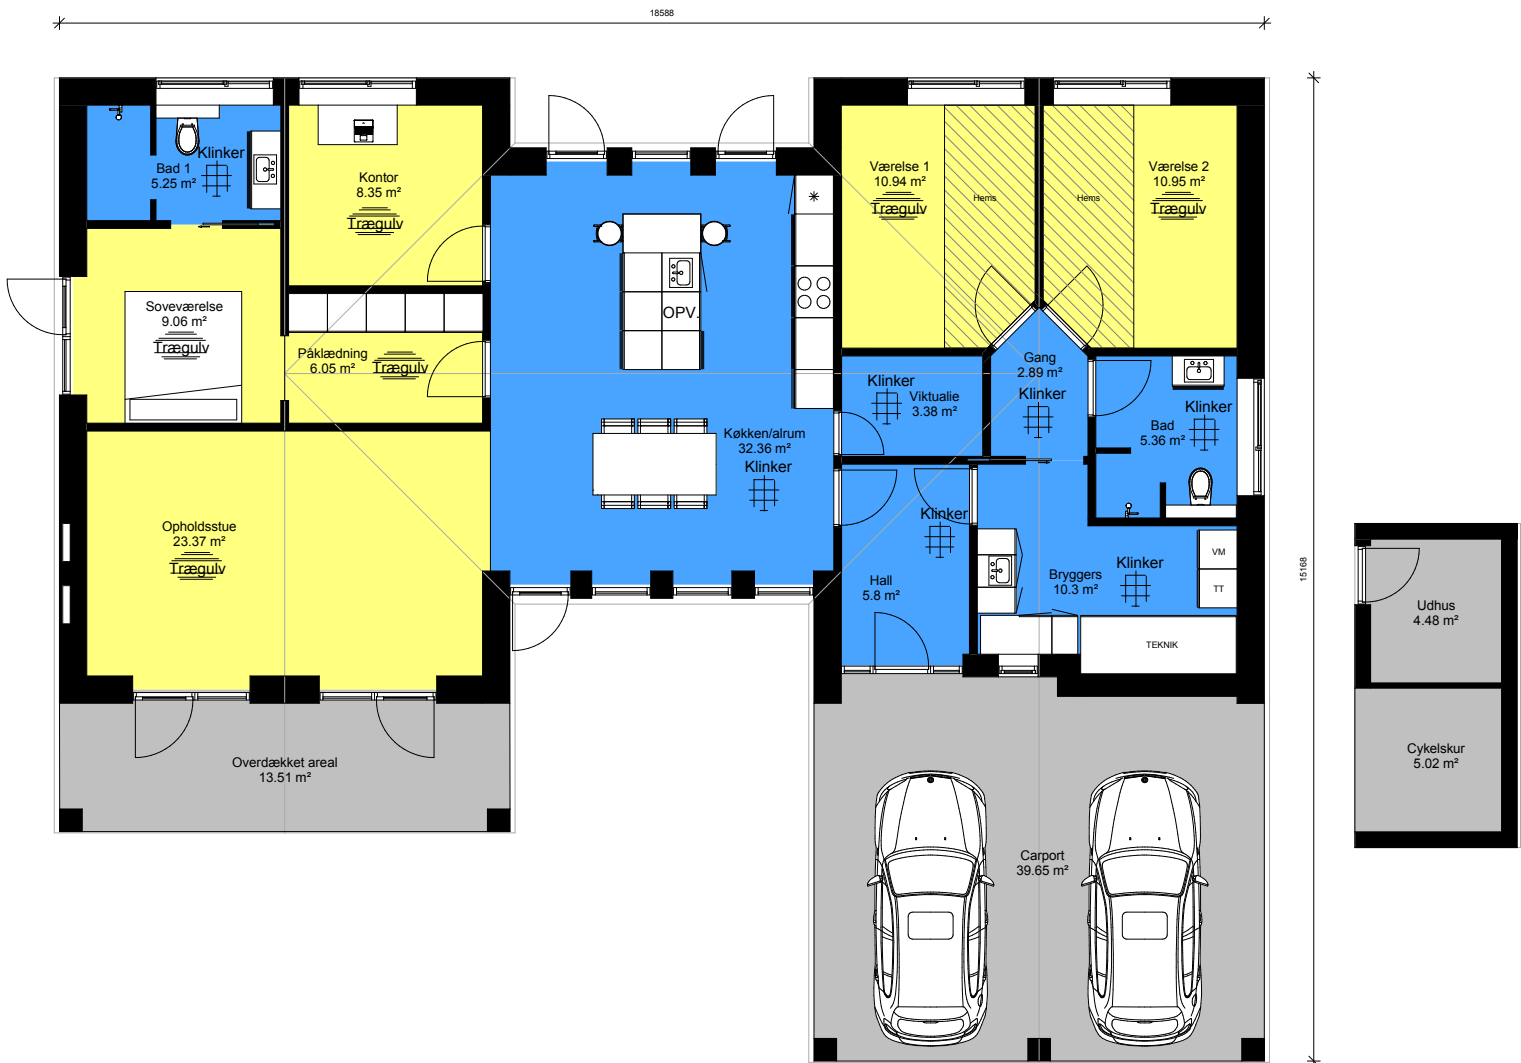 18588
Bad 1
5.25 m²
Klinker
Kontor
8.35 m²
Trægulv
Værelse 1
10.94 m²
Trægulv
Hems
Hems
Værelse 2
10.95 m²
Trægulv
Soveværelse
9.06 m²
Trægulv
Påklædning
6.05 m²
Trægulv
OPV.
Køkken/alrum
32.36 m²
Klinker
Klinker
Viktualie
3.38 m²
Gang
2.89 m²
Klinker
Klinker
Bad
5.36 m²
Opholdsstue
23.37 m²
Trægulv
Klinker
Hall
5.8 m²
Bryggers
10.3 m²
Klinker
VM
TT
TEKNIK
15168
Udhus
4.48 m²
Cykelskur
5.02 m²
Overdækket areal
13.51 m²
Carport
39.65 m²